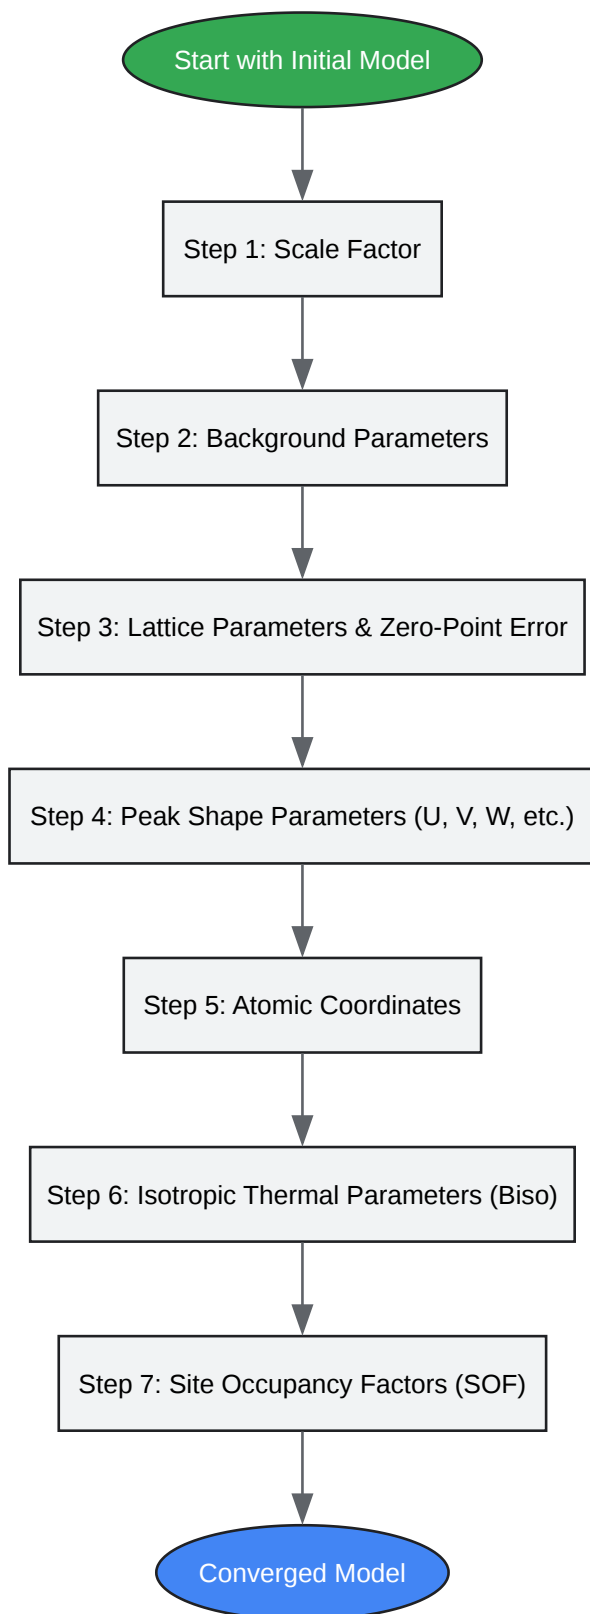 Start with Initial Model
Step 1: Scale Factor
Step 2: Background Parameters
Step 3: Lattice Parameters & Zero-Point Error
Step 4: Peak Shape Parameters (U, V, W, etc.)
Step 5: Atomic Coordinates
Step 6: Isotropic Thermal Parameters (Biso)
Step 7: Site Occupancy Factors (SOF)
Converged Model